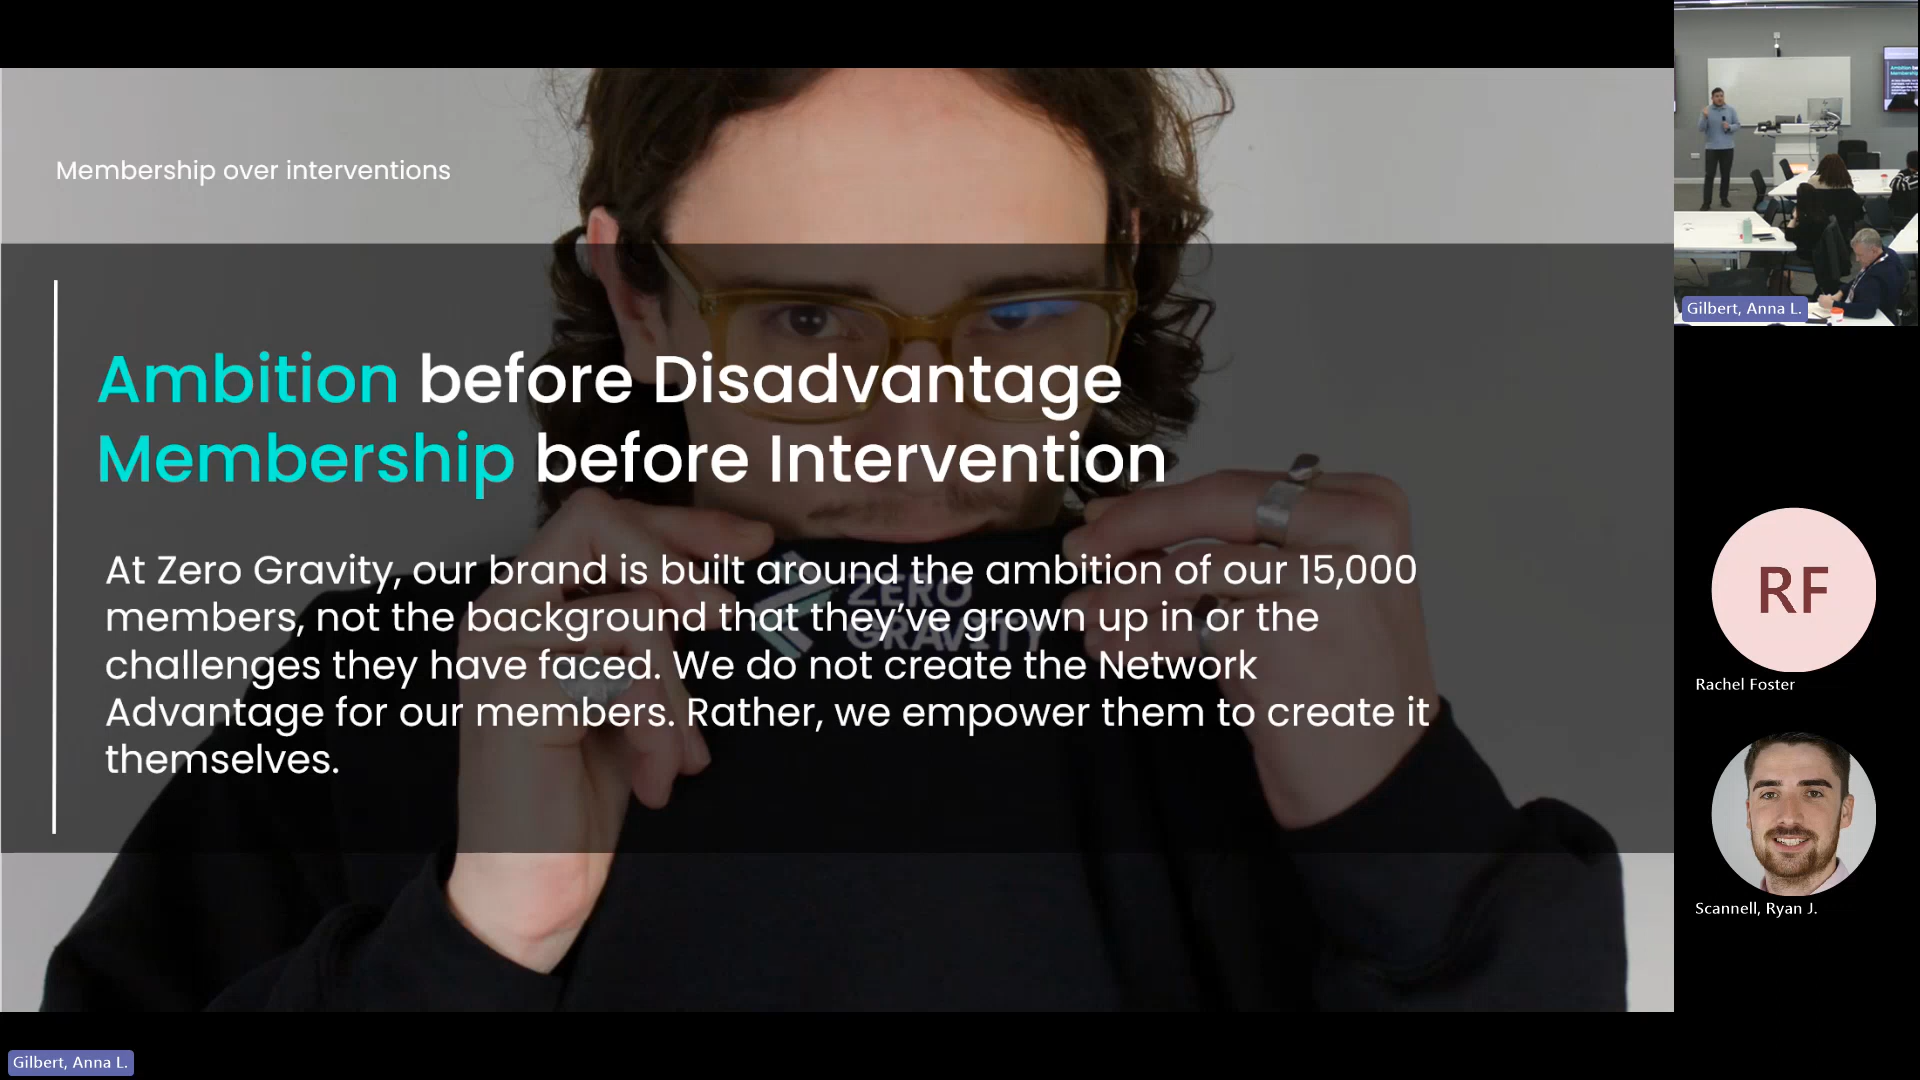 Membership over interventions
Ambition before Disadvantage
Membership before Intervention
At Zero Gravity, our brand is built around the ambition of our 15,000
members, not the background that they’ve grown up in or the
challenges they have faced. We do not create the Network
Advantage for our members. Rather, we empower them to create it
themselves.
ZERO
GRAVITY
Gilbert, Anna L.
RF
Rachel Foster
Scannell, Ryan J.
Gilbert, Anna L.